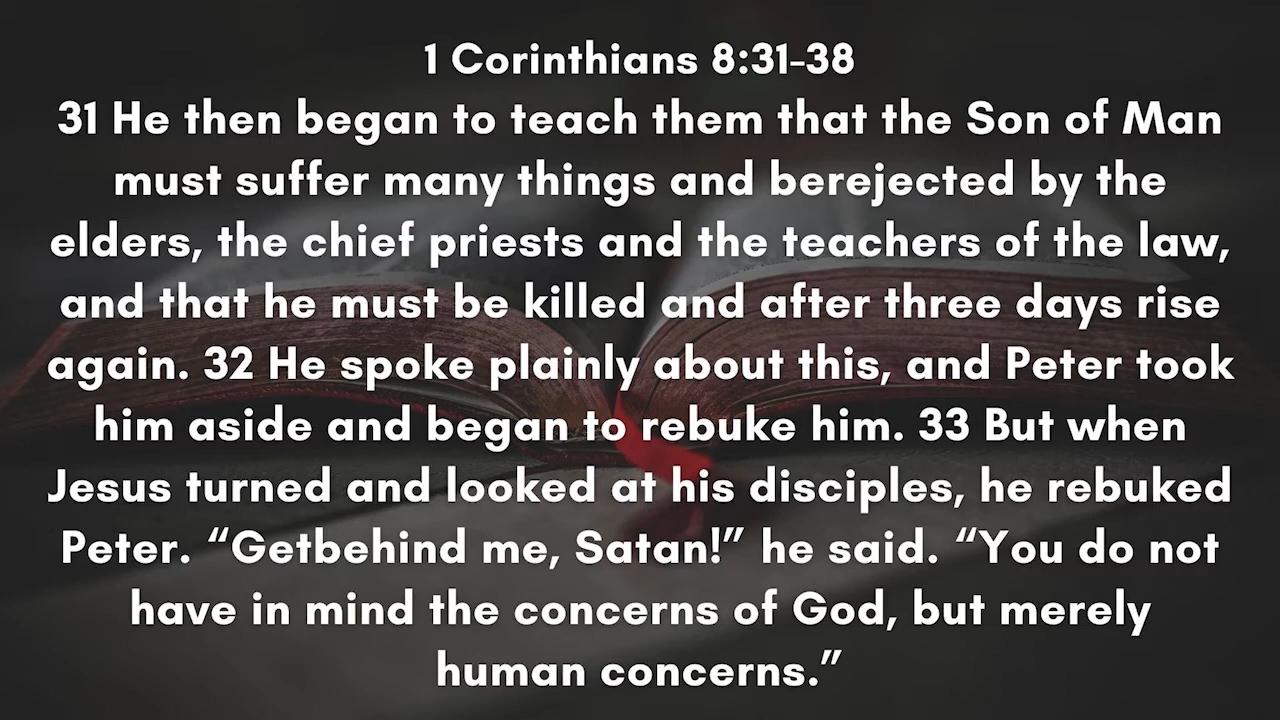 1 Corinthians 8:31-38
31 He then began to teach them that the Son of Man
must suffer many things and berejected by the
elders, the chief priests and the teachers of the law,
and that he must be killed and after three days rise
again. 32 He spoke plainly about this, and Peter took
him aside and began to rebuke him. 33 But when
Jesus turned and looked at his disciples, he rebuked
Peter. “Getbehind me, Satan!” he said. “You do not
have in mind the concerns of God, but merely
human concerns.”